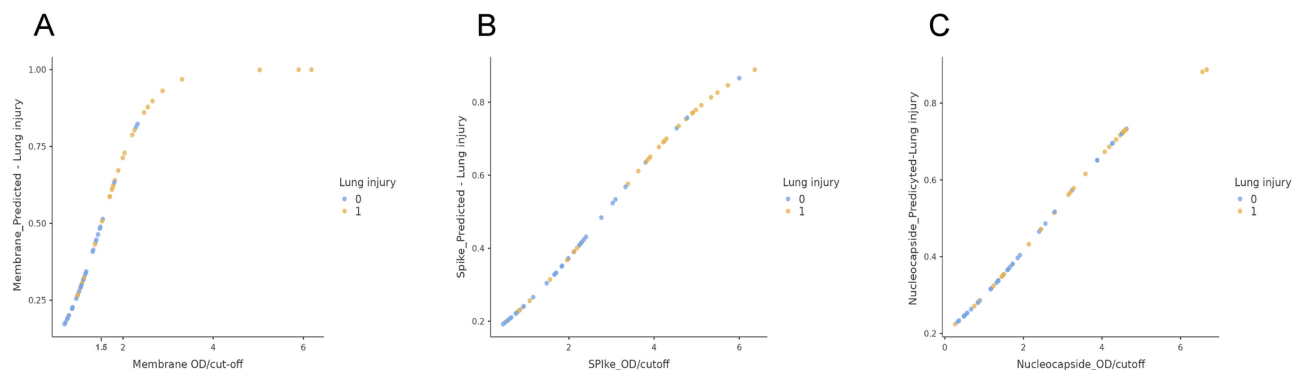 A
Membrane_Predicted - Lung injury
1.00
0.75
0.50
0.25
1.5
2
4
6
Membrane OD/cut-off
Lung injury
0
1
B
Spike_Predicted - Lung injury
0.8
0.6
0.4
0.2
2
4
6
SPIke_OD/cutoff
Lung injury
0
1
C
Nucleocapside_Predicyted-Lung injury
0.8
0.6
0.4
0.2
0
2
4
6
Nucleocapside_OD/cutoff
Lung injury
0
1